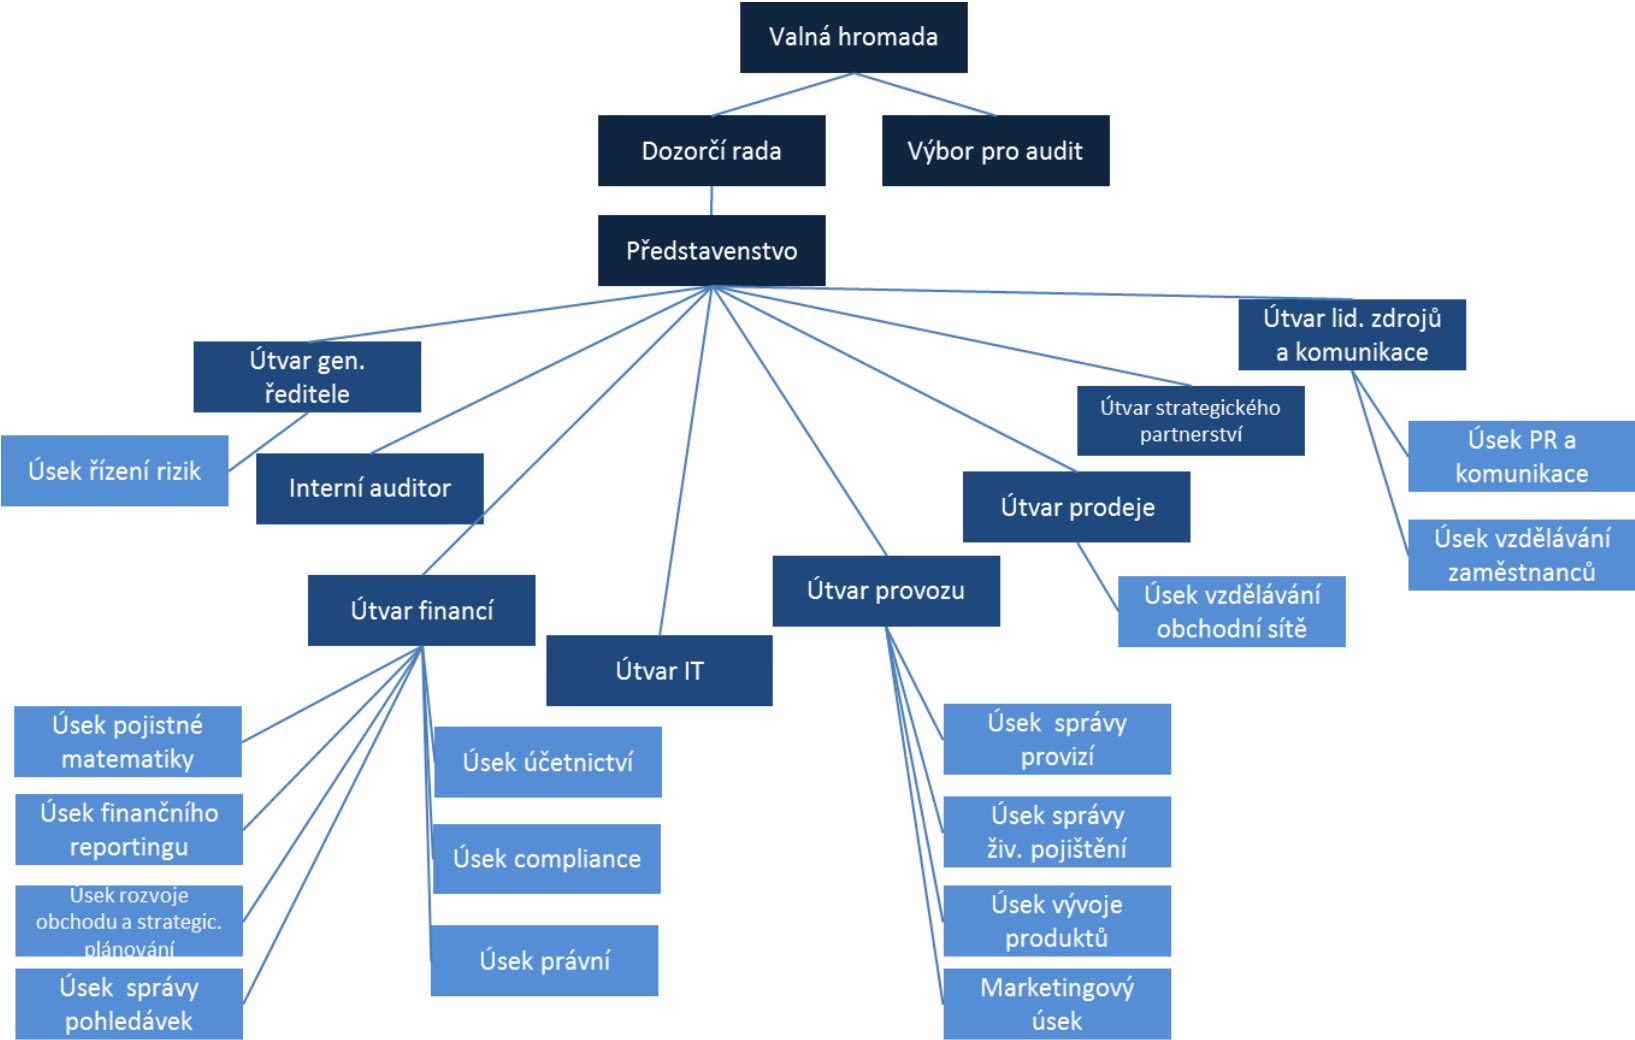 Valná hromada
Dozorčí rada
Výbor pro audit
Představenstvo
Útvar lid. zdrojů
a komunikace
Útvar gen.
ředitele
Útvar strategického
partnerství
Úsek PR a
komunikace
Úsek řízení rizik
Interní auditor
Útvar prodeje
Úsek vzdělávání
zaměstnanců
Útvar financí
Útvar provozu
Úsek vzdělávání
obchodní sítě
Útvar IT
Úsek pojistné
matematiky
Úsek účetnictví
Úsek  správy
provizí
Úsek finančního
reportingu
Úsek compliance
Úsek správy
živ. pojištění
Úsek rozvoje
obchodu a strategic.
plánování
Úsek právní
Úsek vývoje
produktů
Úsek  správy
pohledávek
Marketingový
úsek